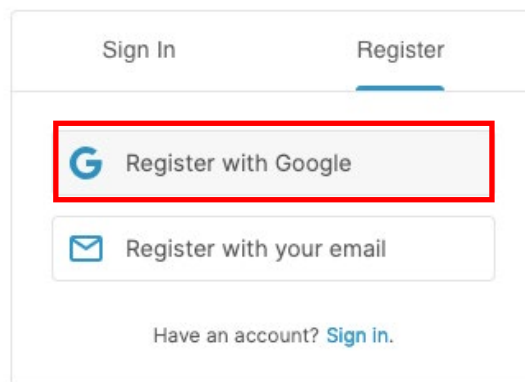 Sign In Register
Register with Google
Register with your email
Have an account? Sign in.